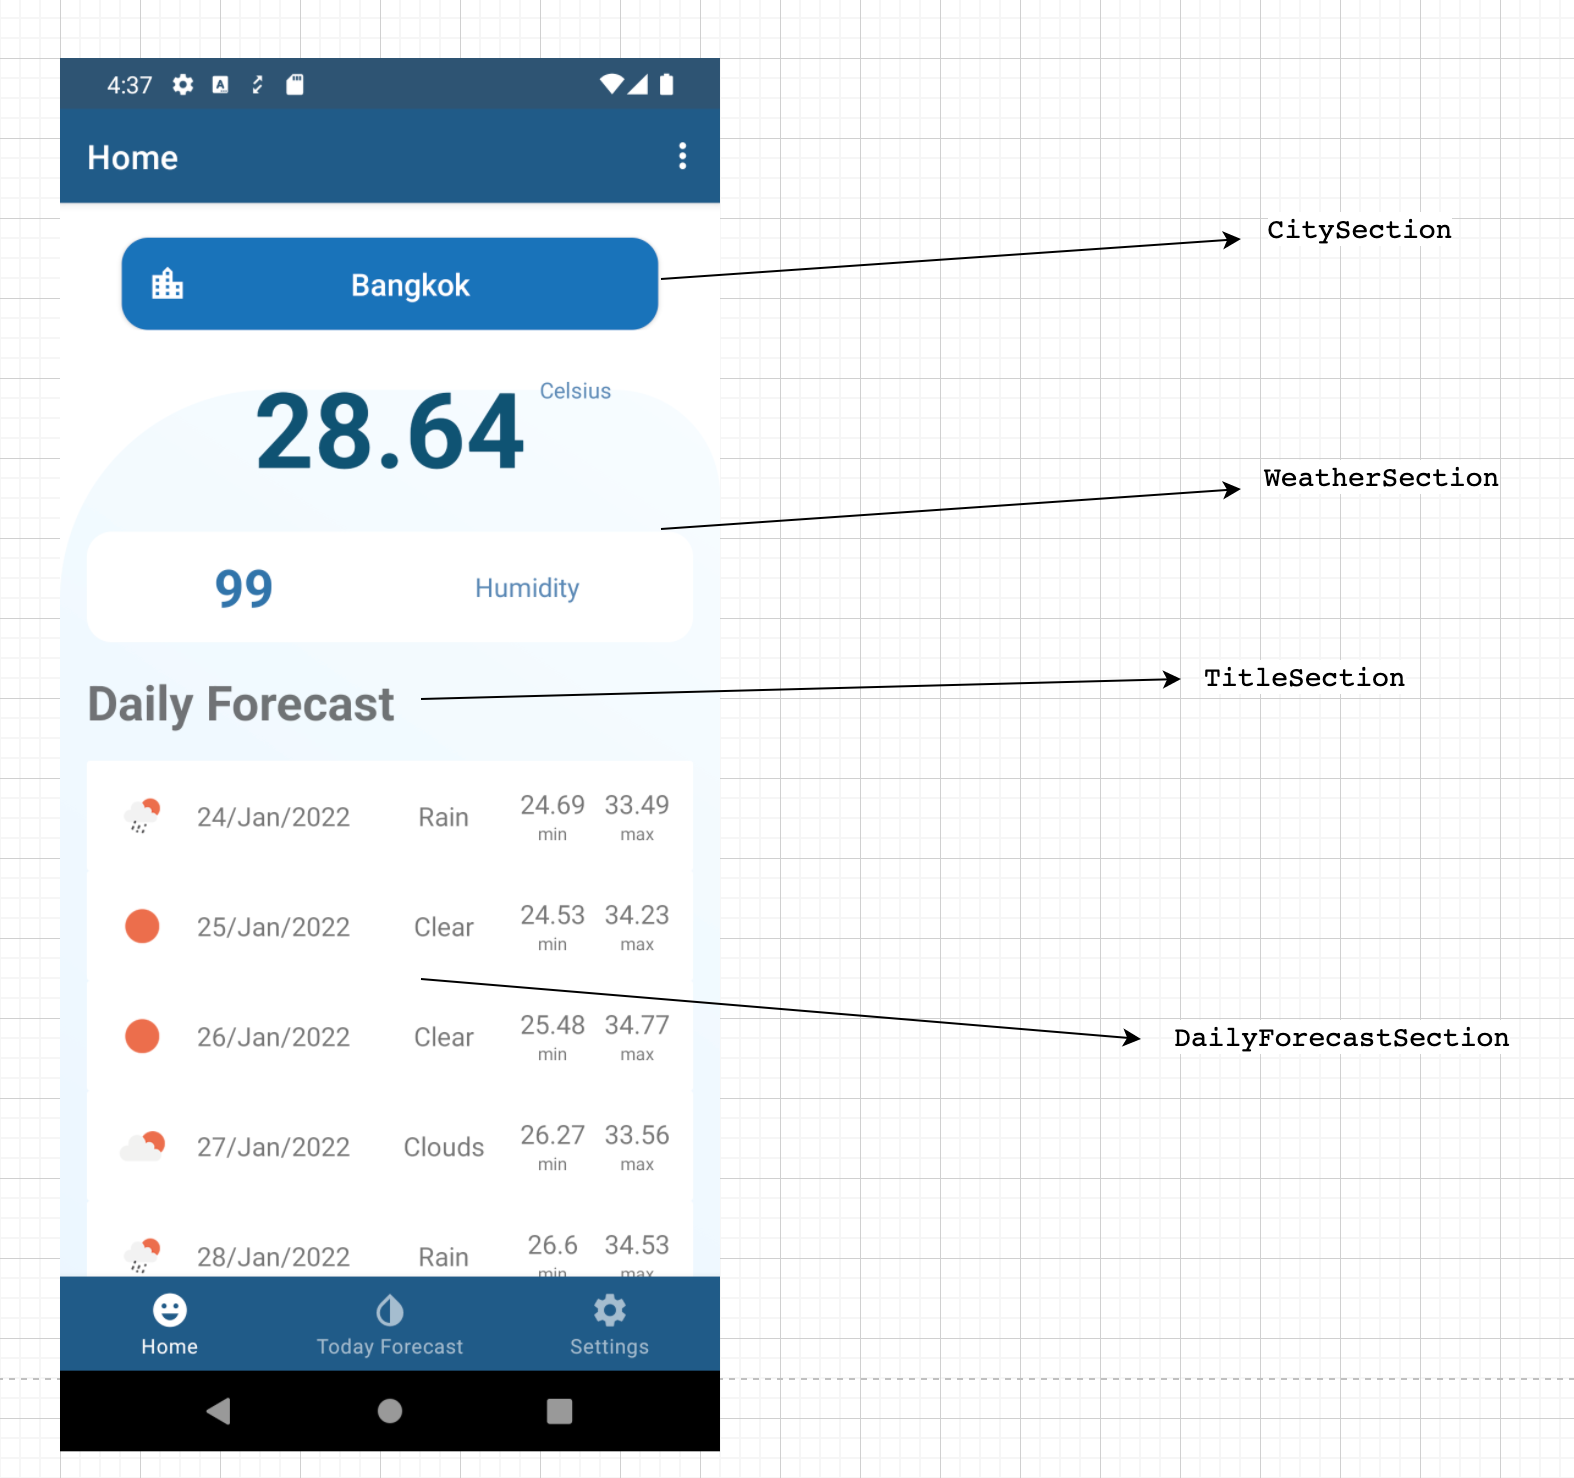 4:37
Home
CitySection
Bangkok
28.64 Celsius
WeatherSection
99 Humidity
TitleSection
Daily Forecast
24/Jan/2022 Rain 24.69 min 33.49 max
25/Jan/2022 Clear 24.53 min 34.23 max
DailyForecastSection
26/Jan/2022 Clear 25.48 min 34.77 max
27/Jan/2022 Clouds 26.27 min 33.56 max
28/Jan/2022 Rain 26.6 min 34.53 max
Home Today Forecast Settings